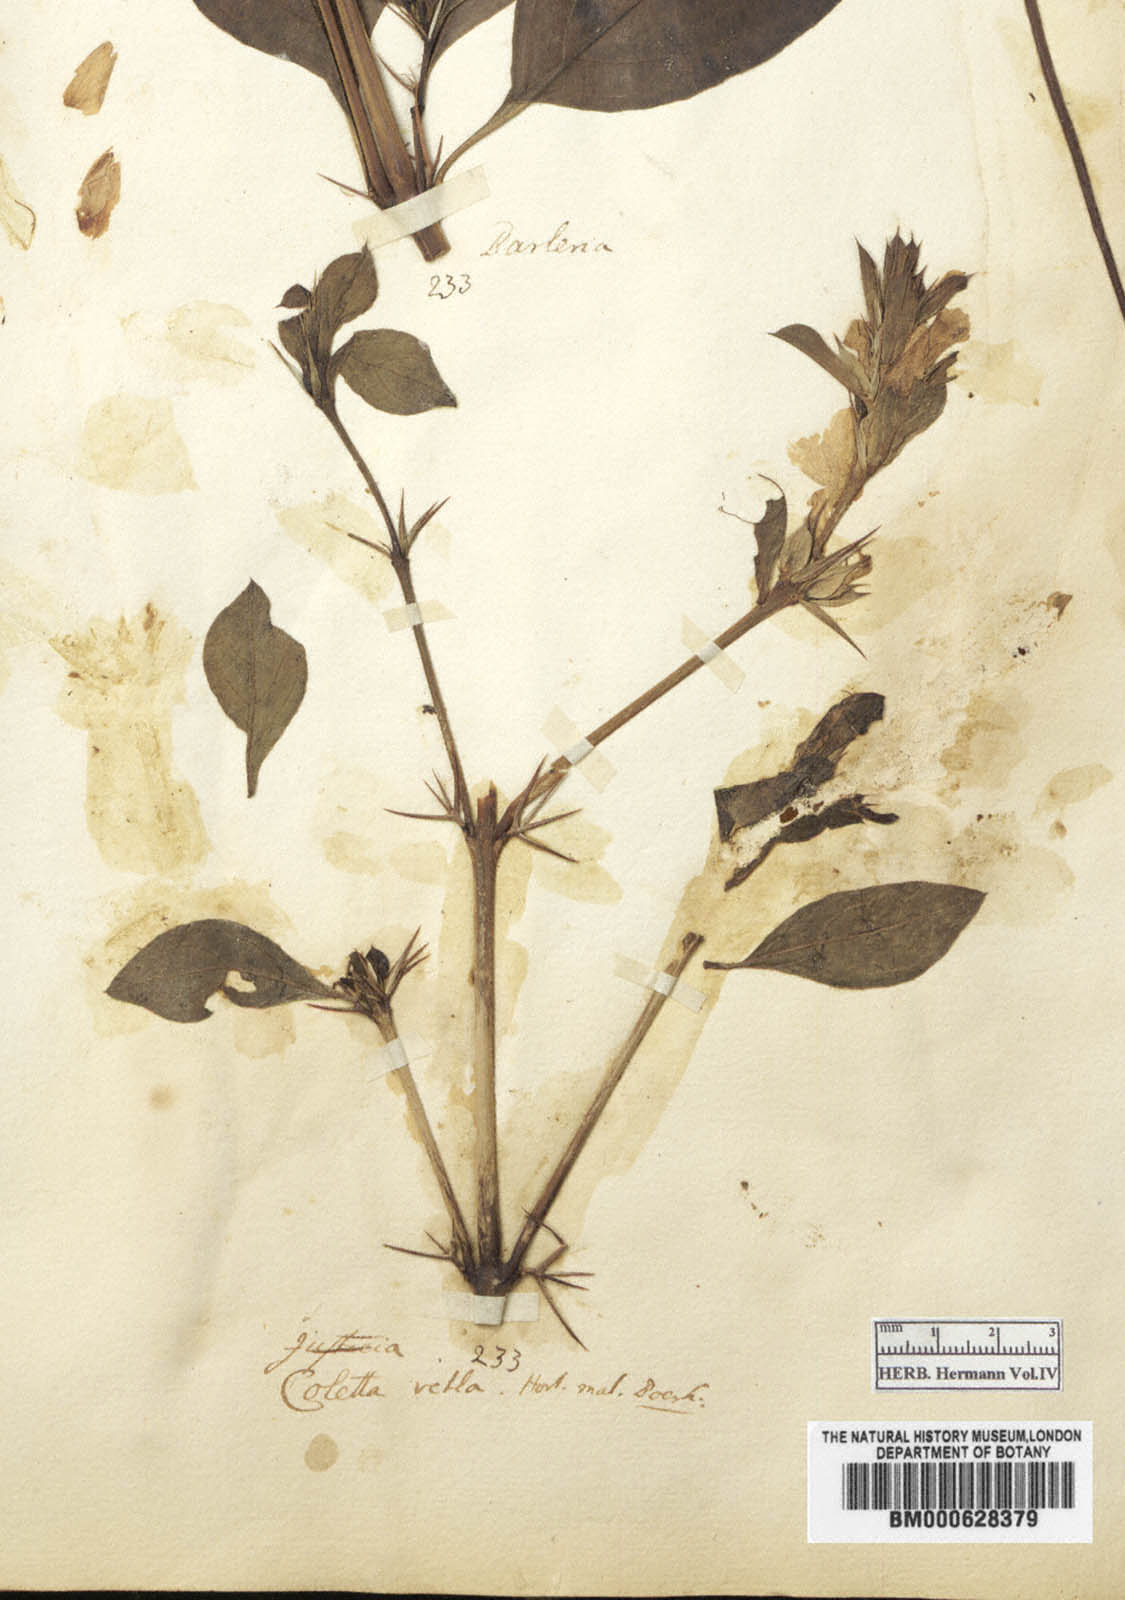 Barleria
233
Justicia
233
Coletta vetla. Hort. mal. Boerh.
mm 1 2 3
HERB. Hermann Vol.IV
THE NATURAL HISTORY MUSEUM,LONDON
DEPARTMENT OF BOTANY
BM000628379